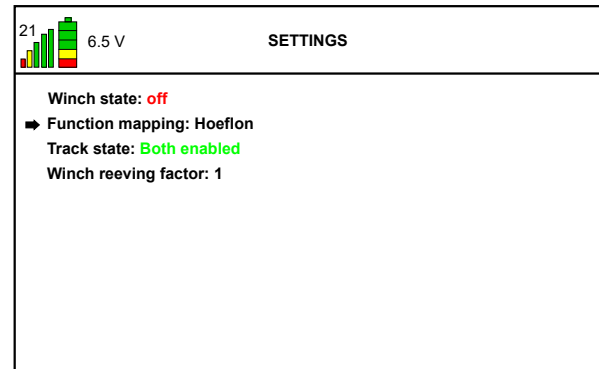 21
6.5 V
SETTINGS
Winch state: off
Function mapping: Hoeflon
Track state: Both enabled
Winch reeving factor: 1